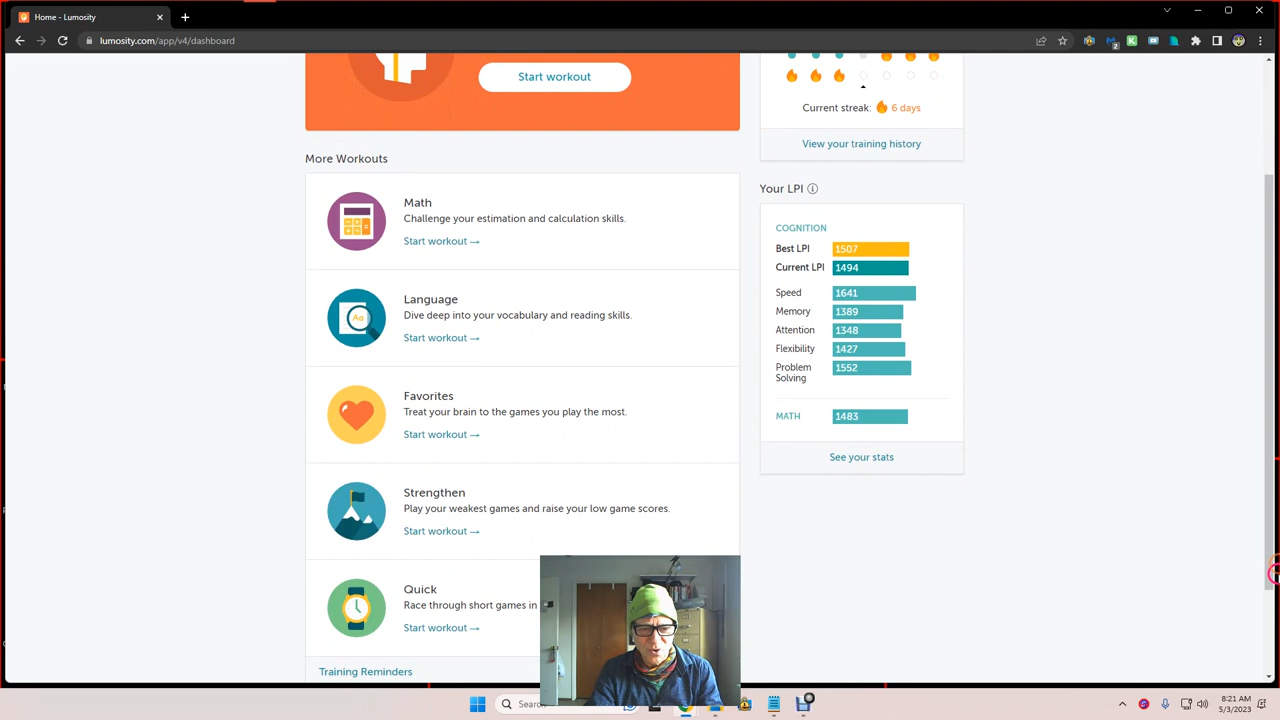 Home - Lumosity
lumosity.com/app/v4/dashboard
2
Start workout
Current streak: 6 days
View your training history
More Workouts
Math
Challenge your estimation and calculation skills.
Start workout →
Language
Dive deep into your vocabulary and reading skills.
Start workout →
Aa
Favorites
Treat your brain to the games you play the most.
Start workout →
Strengthen
Play your weakest games and raise your low game scores.
Start workout →
Quick
Race through short games in
Start workout →
Training Reminders
Your LPI
COGNITION
Best LPI 1507
Current LPI 1494
Speed 1641
Memory 1389
Attention 1348
Flexibility 1427
Problem Solving 1552
MATH 1483
See your stats
Search
8:21 AM
5/3/2023